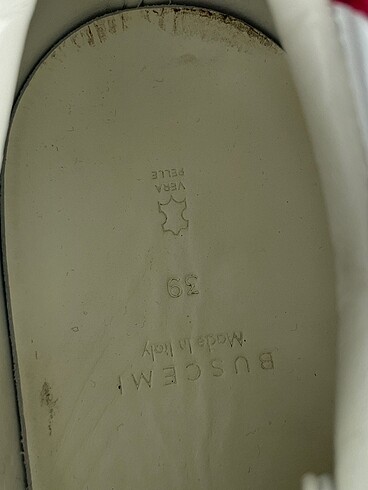 BUSCEMI
Made in Italy
39
VERA
PELLE